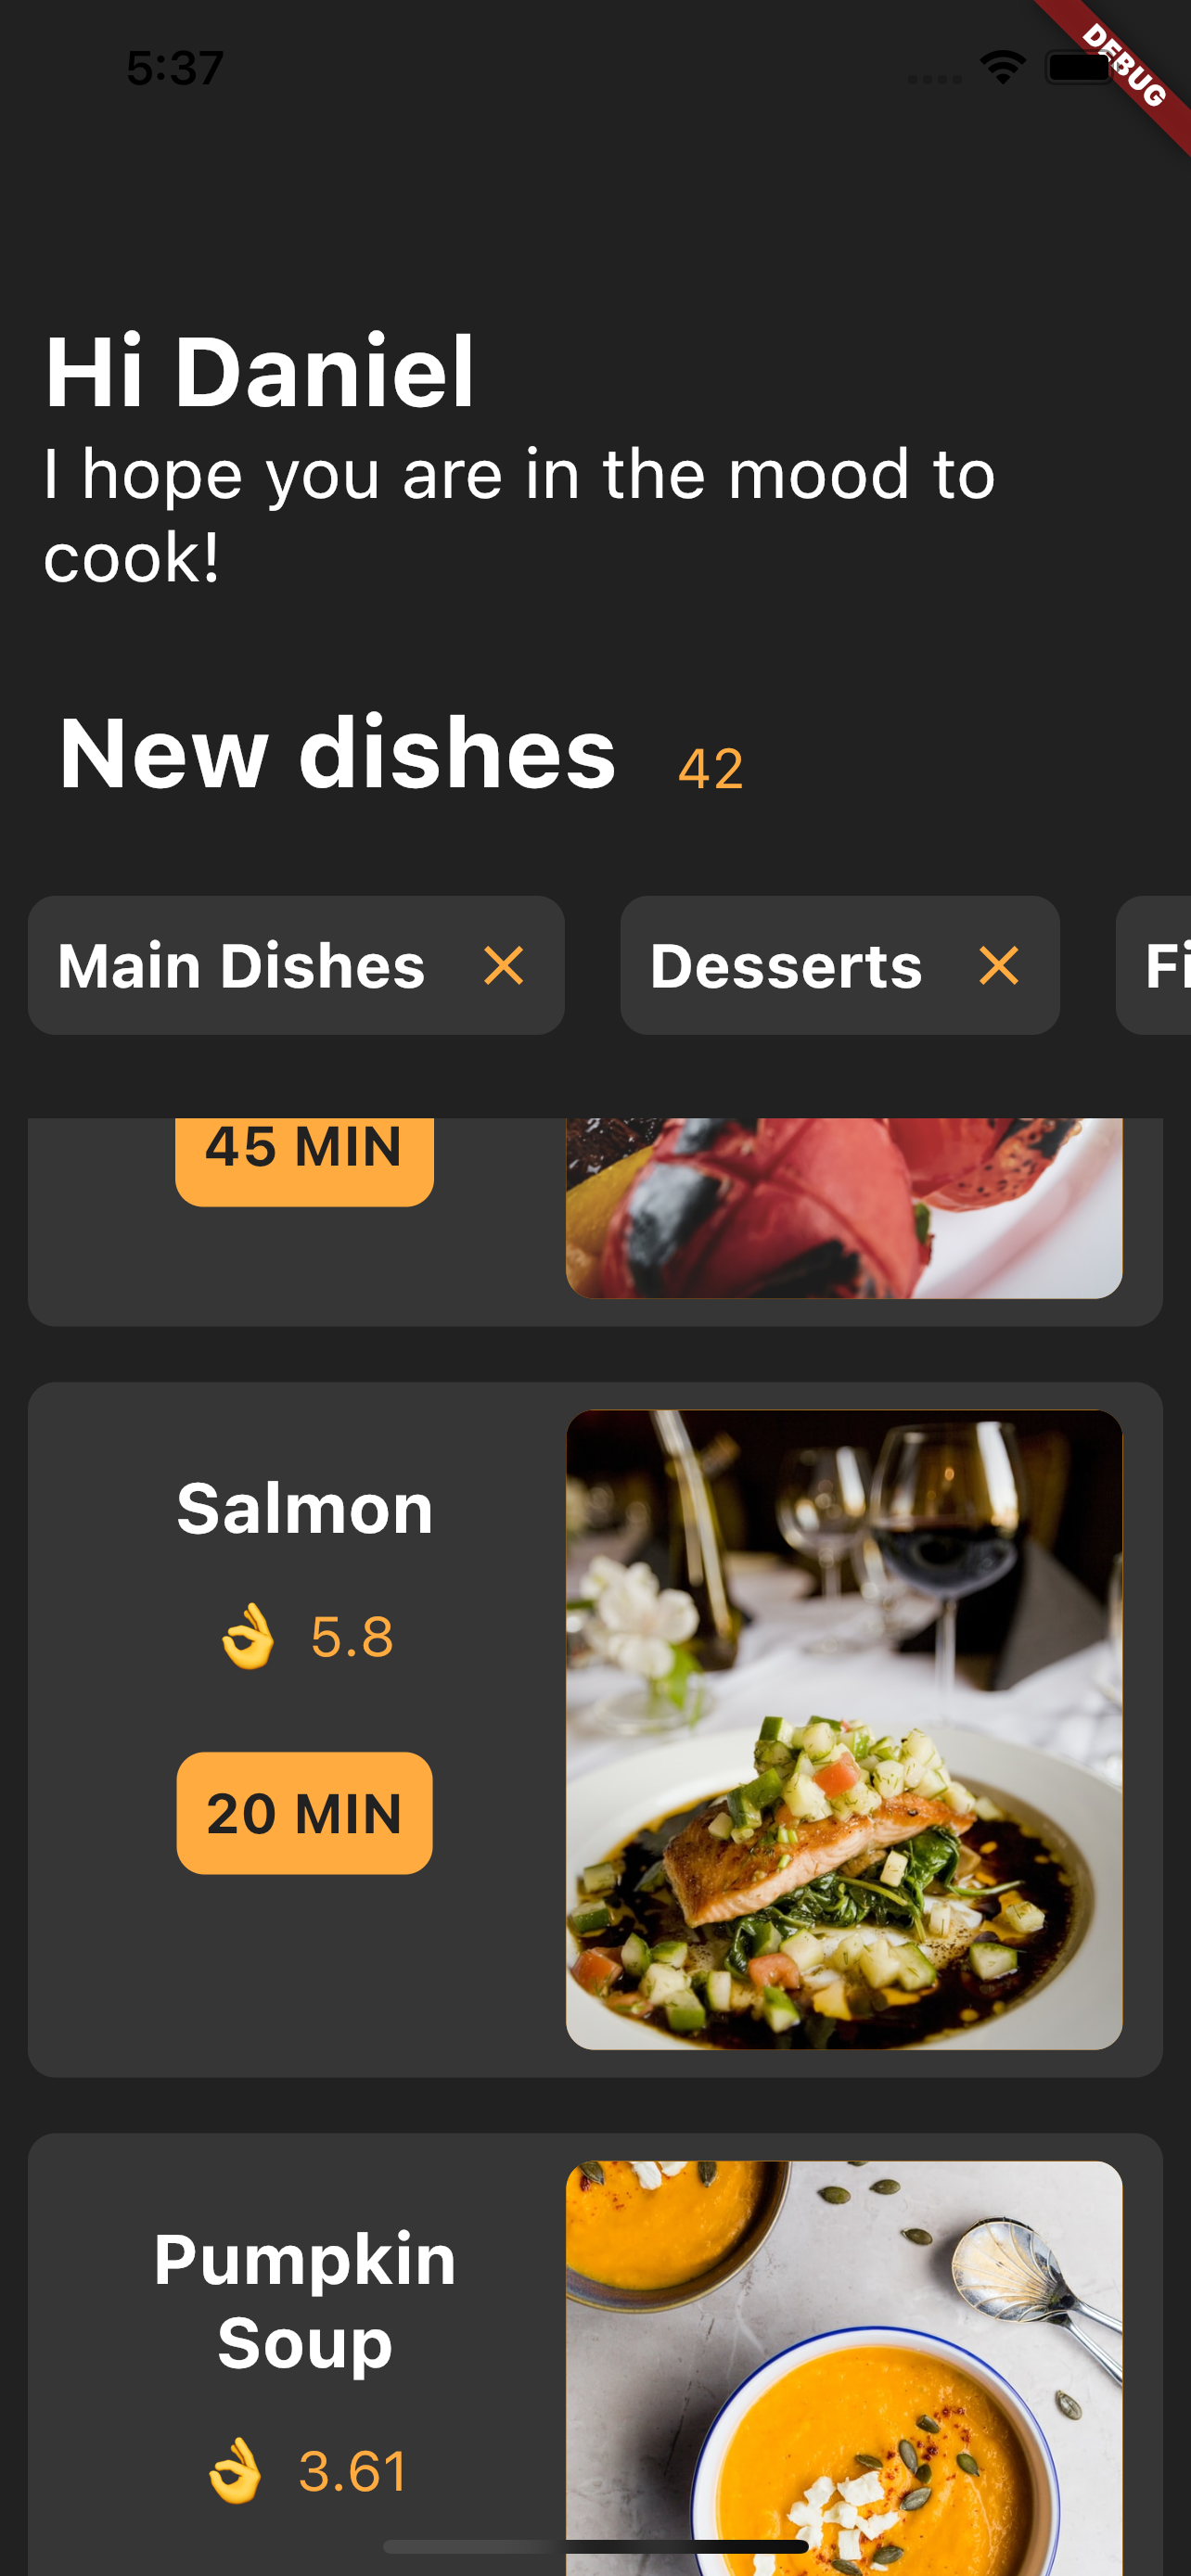 5:37
DEBUG
Hi Daniel
I hope you are in the mood to
cook!
New dishes 42
Main Dishes Desserts Fi
45 MIN
Salmon
👌 5.8
20 MIN
Pumpkin
Soup
👌 3.61